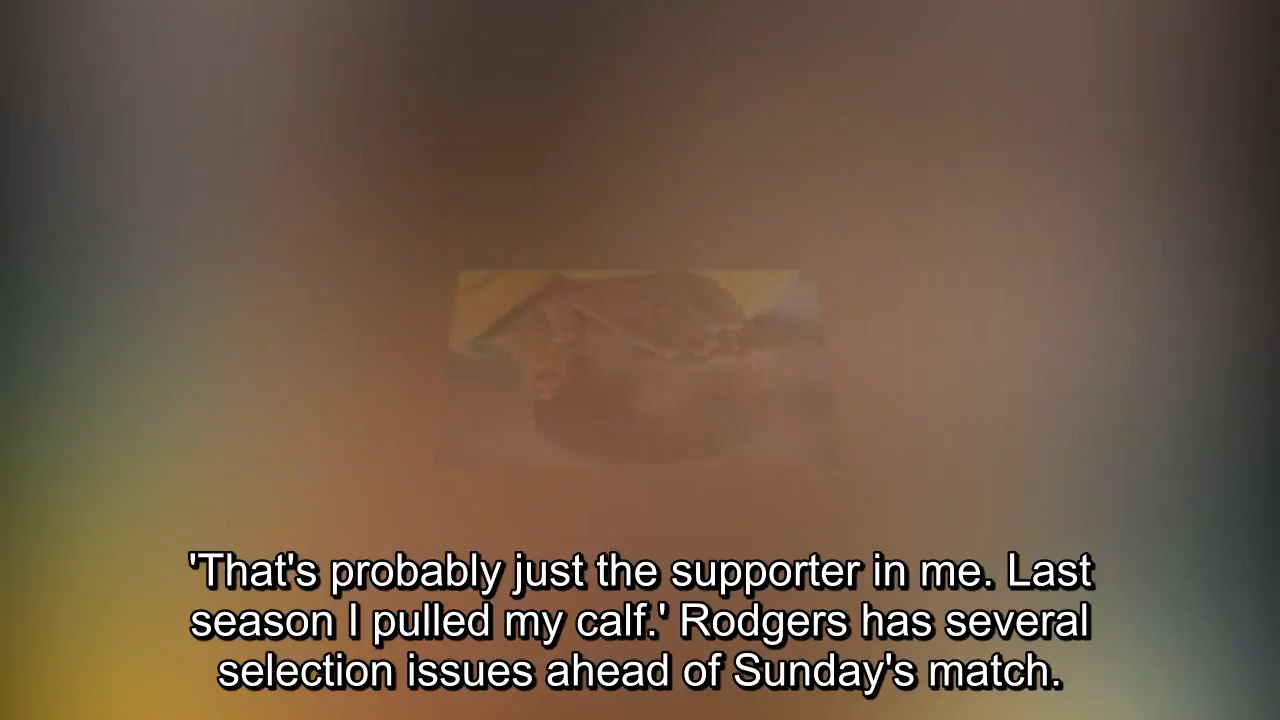 'That's probably just the supporter in me. Last
season I pulled my calf.' Rodgers has several
selection issues ahead of Sunday's match.